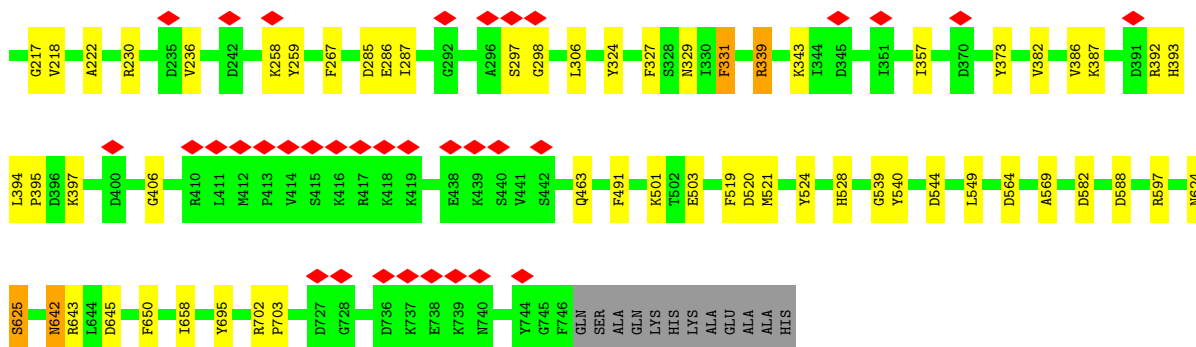 G217 V218 A222 R230 D235 V236 D242 K258 Y259 F267 D285 E286 I287 G292 A296 S297 G298 L306 Y324 F327 S328 N329 I330 F331 R339 K343 I344 D345 I351 I357 D370 Y373 V382 V386 K387 D391 R392 H393
L394 P395 D396 K397 D400 G406 R410 L411 M412 P413 V414 S415 K416 R417 K418 K419 E438 K439 S440 V441 S442 Q463 F491 K501 T502 E503 F519 D520 M521 Y524 H528 G539 Y540 D544 L549 D564 A569 D582 D588 R597 N624
S625 N642 R643 L644 D645 F650 I658 Y695 R702 P703 D727 G728 D736 K737 E738 K739 N740 Y744 G745 F746 GLN SER ALA GLN LYS HIS LYS ALA GLU ALA ALA HIS